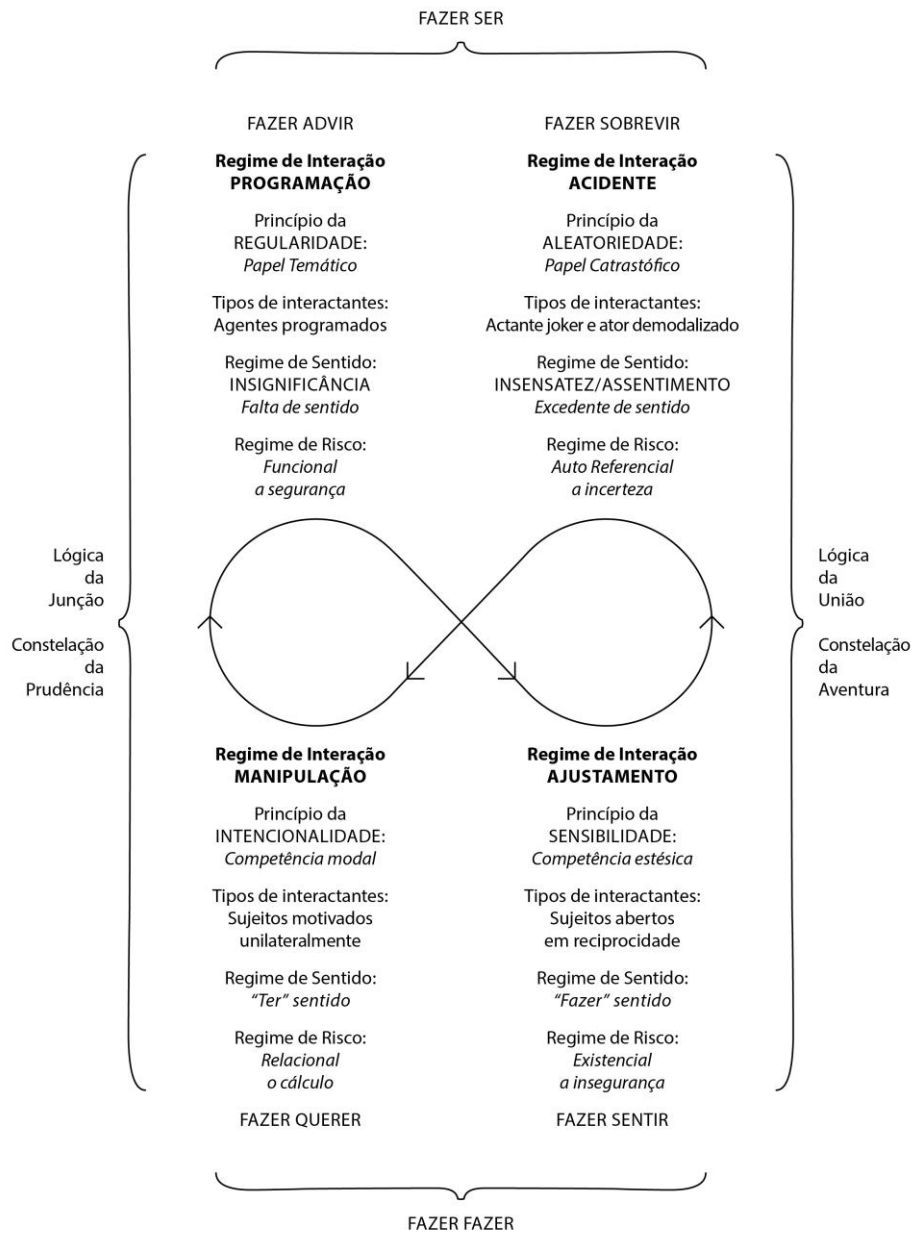 FAZER SER
FAZER ADVIR
Regime de Interação
PROGRAMAÇÃO
Princípio da
REGULARIDADE:
Papel Temático
Tipos de interactantes:
Agentes programados
Regime de Sentido:
INSIGNIFICÂNCIA
Falta de sentido
Regime de Risco:
Funcional
a segurança
FAZER SOBREVIR
Regime de Interação
ACIDENTE
Princípio da
ALEATORIEDADE:
Papel Catrastófico
Tipos de interactantes:
Actante joker e ator demodalizado
Regime de Sentido:
INSENSATEZ/ASSENTIMENTO
Excedente de sentido
Regime de Risco:
Auto Referencial
a incerteza
Lógica
da
Junção
Constelação
da
Prudência
Lógica
da
União
Constelação
da
Aventura
Regime de Interação
MANIPULAÇÃO
Princípio da
INTENCIONALIDADE:
Competência modal
Tipos de interactantes:
Sujeitos motivados
unilateralmente
Regime de Sentido:
“Ter” sentido
Regime de Risco:
Relacional
o cálculo
FAZER QUERER
Regime de Interação
AJUSTAMENTO
Princípio da
SENSIBILIDADE:
Competência estésica
Tipos de interactantes:
Sujeitos abertos
em reciprocidade
Regime de Sentido:
“Fazer” sentido
Regime de Risco:
Existencial
a insegurança
FAZER SENTIR
FAZER FAZER